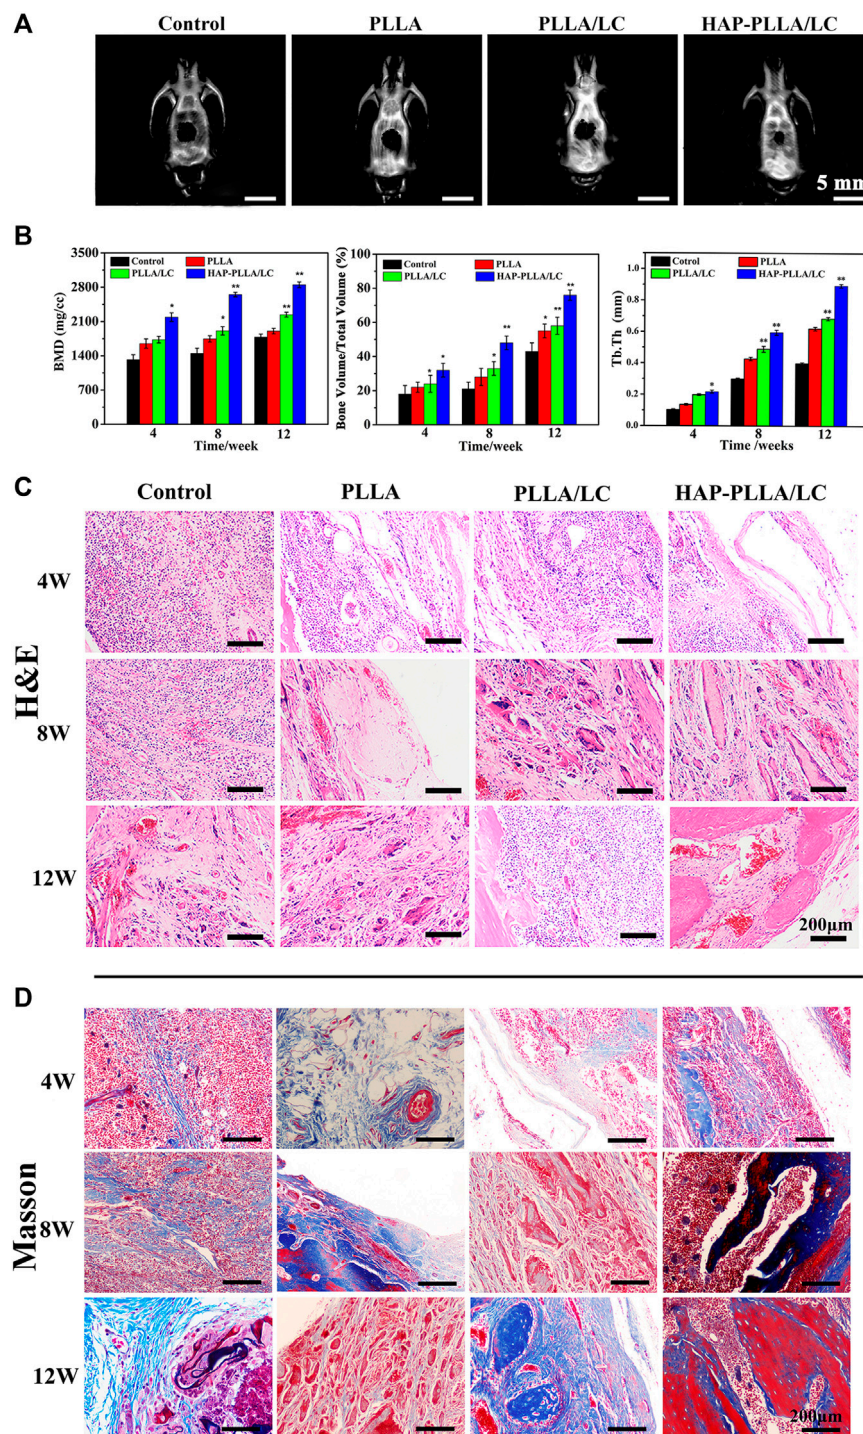 A
Control PLLA PLLA/LC HAP-PLLA/LC
5 mm
B
3500
2800
2100
1400
700
0
BMD (mg/cc)
Control PLLA
PLLA/LC HAP-PLLA/LC
* * ** ** **
4 8 12
Time/week
100
80
60
40
20
0
Bone Volume/Total Volume (%)
Control PLLA
PLLA/LC HAP-PLLA/LC
* * * ** * ** **
4 8 12
Time/week
1.0
0.8
0.6
0.4
0.2
0.0
Tb.Th (mm)
Cotrol PLLA
PLLA/LC HAP-PLLA/LC
* ** ** ** **
4 8 12
Time /weeks
C
Control PLLA PLLA/LC HAP-PLLA/LC
H&E
4W
8W
12W
200μm
D
Masson
4W
8W
12W
200μm